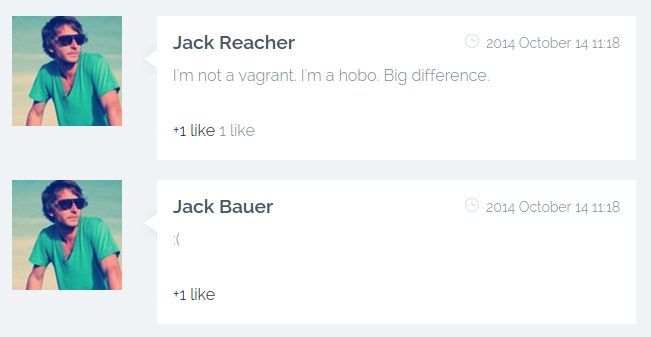 Jack Reacher
2014 October 14 11:18
I'm not a vagrant. I'm a hobo. Big difference.
+1 like 1 like
Jack Bauer
2014 October 14 11:18
:(
+1 like